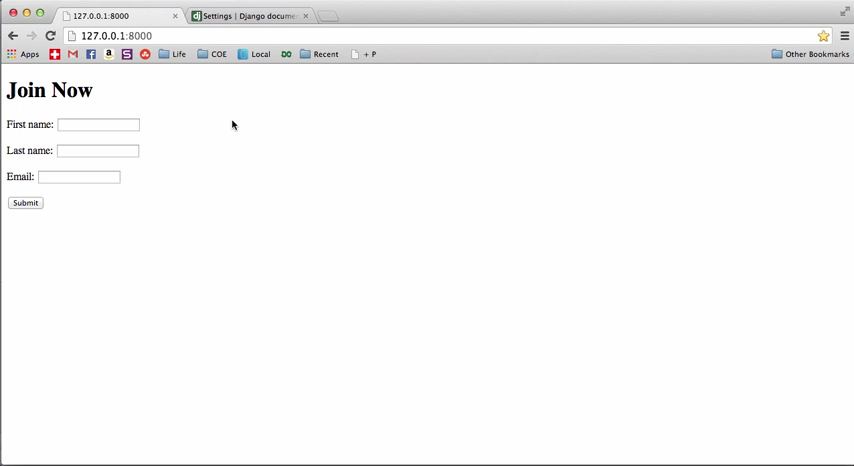 127.0.0.1:8000
Settings | Django docume
127.0.0.1:8000
Apps
Life
COE
Local
Recent
+ P
Other Bookmarks
Join Now
First name:
Last name:
Email:
Submit